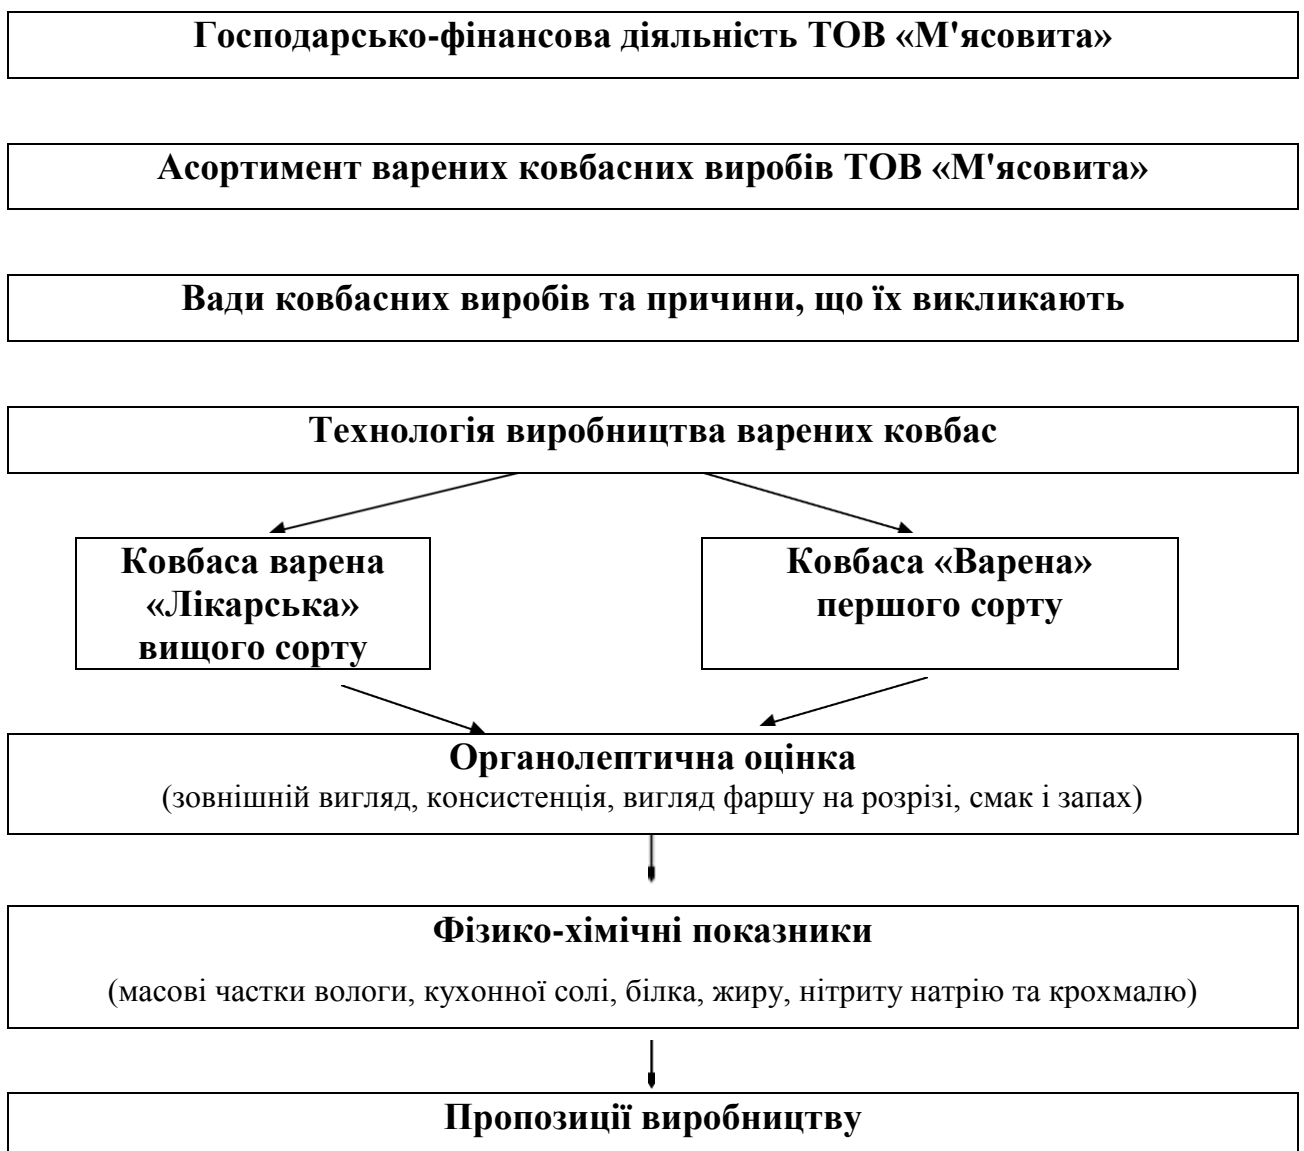 Господарсько-фінансова діяльність ТОВ «М'ясовита»
Асортимент варених ковбасних виробів ТОВ «М'ясовита»
Вади ковбасних виробів та причини, що їх викликають
Технологія виробництва варених ковбас
Ковбаса варена
«Лікарська»
вищого сорту
Ковбаса «Варена»
першого сорту
Органолептична оцінка
(зовнішній вигляд, консистенція, вигляд фаршу на розрізі, смак і запах)
Фізико-хімічні показники
(масові частки вологи, кухонної солі, білка, жиру, нітриту натрію та крохмалю)
Пропозиції виробництву